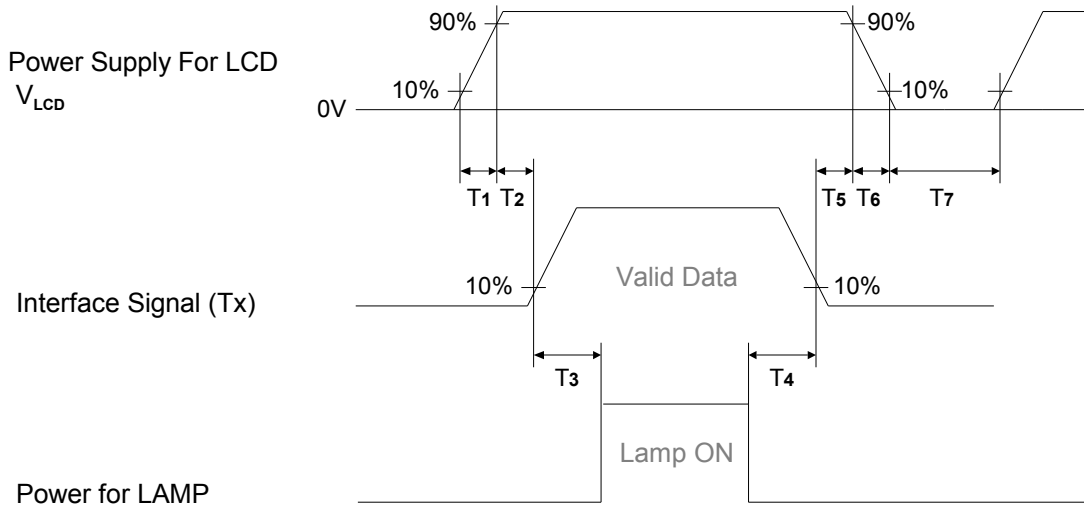 90%
90%
Power Supply For LCD
VLCD
10%
10%
0V
T1 T2
T5 T6 T7
Valid Data
10%
10%
Interface Signal (Tx)
T3
T4
Lamp ON
Power for LAMP